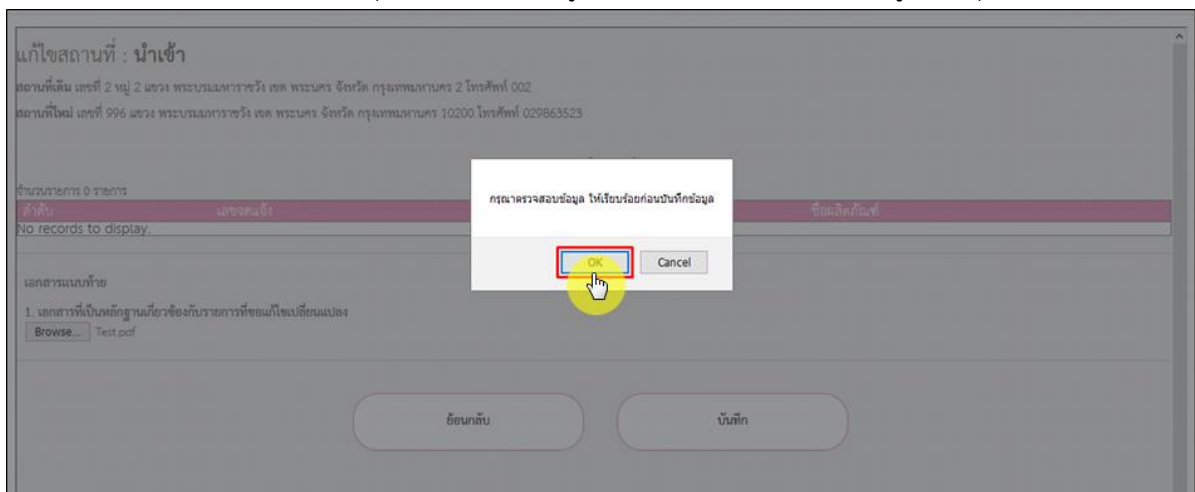 แก้ไขสถานที่ : นำเข้า
สถานที่เดิม เลขที่ 2 หมู่ 2 แขวง พระบรมมหาราชวัง เขต พระนคร จังหวัด กรุงเทพมหานคร 2 โทรศัพท์ 002
สถานที่ใหม่ เลขที่ 996 แขวง พระบรมมหาราชวัง เขต พระนคร จังหวัด กรุงเทพมหานคร 10200 โทรศัพท์ 029863523
กรุณาตรวจสอบข้อมูล ให้เรียบร้อยก่อนบันทึกข้อมูล
OK Cancel
จำนวนรายการ 0 รายการ
ลำดับ เลขจดแจ้ง ชื่อผลิตภัณฑ์
No records to display.
เอกสารแนบท้าย
1. เอกสารที่เป็นหลักฐานเกี่ยวข้องกับรายการที่ขอแก้ไขเปลี่ยนแปลง
Browse... Test.pdf
ย้อนกลับ บันทึก